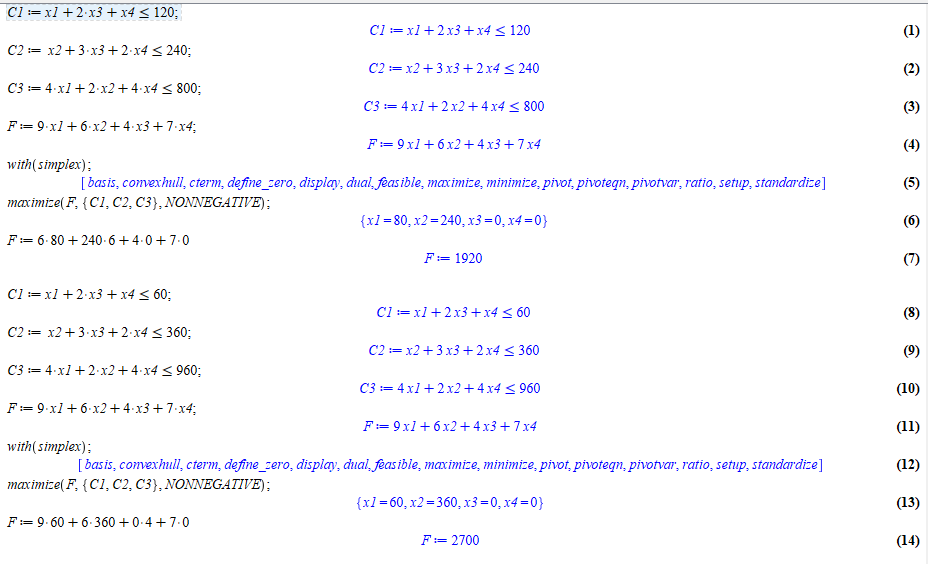 C1 := x1 + 2·x3 + x4 ≤ 120;
C1 := x1 + 2 x3 + x4 ≤ 120 (1)
C2 := x2 + 3·x3 + 2·x4 ≤ 240;
C2 := x2 + 3 x3 + 2 x4 ≤ 240 (2)
C3 := 4·x1 + 2·x2 + 4·x4 ≤ 800;
C3 := 4 x1 + 2 x2 + 4 x4 ≤ 800 (3)
F := 9·x1 + 6·x2 + 4·x3 + 7·x4;
F := 9 x1 + 6 x2 + 4 x3 + 7 x4 (4)
with(simplex);
[basis, convexhull, cterm, define_zero, display, dual, feasible, maximize, minimize, pivot, pivoteqn, pivotvar, ratio, setup, standardize] (5)
maximize(F, {C1, C2, C3}, NONNEGATIVE);
{x1 = 80, x2 = 240, x3 = 0, x4 = 0} (6)
F := 6·80 + 240·6 + 4·0 + 7·0
F := 1920 (7)
C1 := x1 + 2·x3 + x4 ≤ 60;
C1 := x1 + 2 x3 + x4 ≤ 60 (8)
C2 := x2 + 3·x3 + 2·x4 ≤ 360;
C2 := x2 + 3 x3 + 2 x4 ≤ 360 (9)
C3 := 4·x1 + 2·x2 + 4·x4 ≤ 960;
C3 := 4 x1 + 2 x2 + 4 x4 ≤ 960 (10)
F := 9·x1 + 6·x2 + 4·x3 + 7·x4;
F := 9 x1 + 6 x2 + 4 x3 + 7 x4 (11)
with(simplex);
[basis, convexhull, cterm, define_zero, display, dual, feasible, maximize, minimize, pivot, pivoteqn, pivotvar, ratio, setup, standardize] (12)
maximize(F, {C1, C2, C3}, NONNEGATIVE);
{x1 = 60, x2 = 360, x3 = 0, x4 = 0} (13)
F := 9·60 + 6·360 + 0·4 + 7·0
F := 2700 (14)